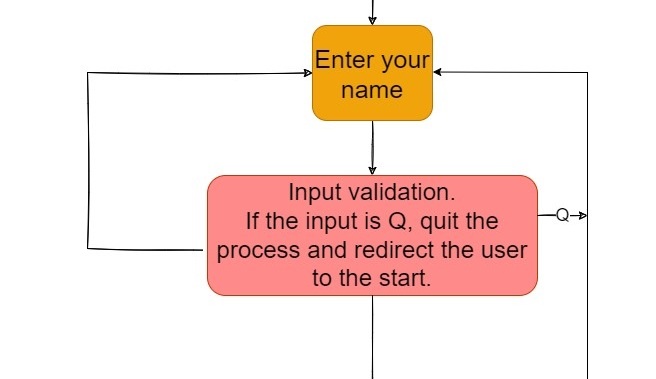 Enter your
name
Input validation.
If the input is Q, quit the
process and redirect the user
to the start.
Q